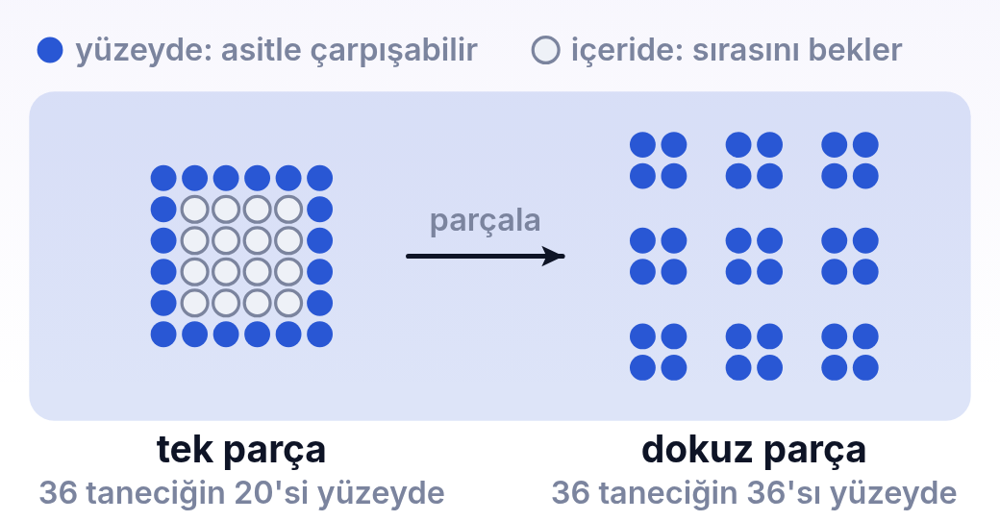 yüzeyde: asitle çarpışabilir
içeride: sırasını bekler
parçala
tek parça
36 taneciğin 20'si yüzeyde
dokuz parça
36 taneciğin 36'sı yüzeyde